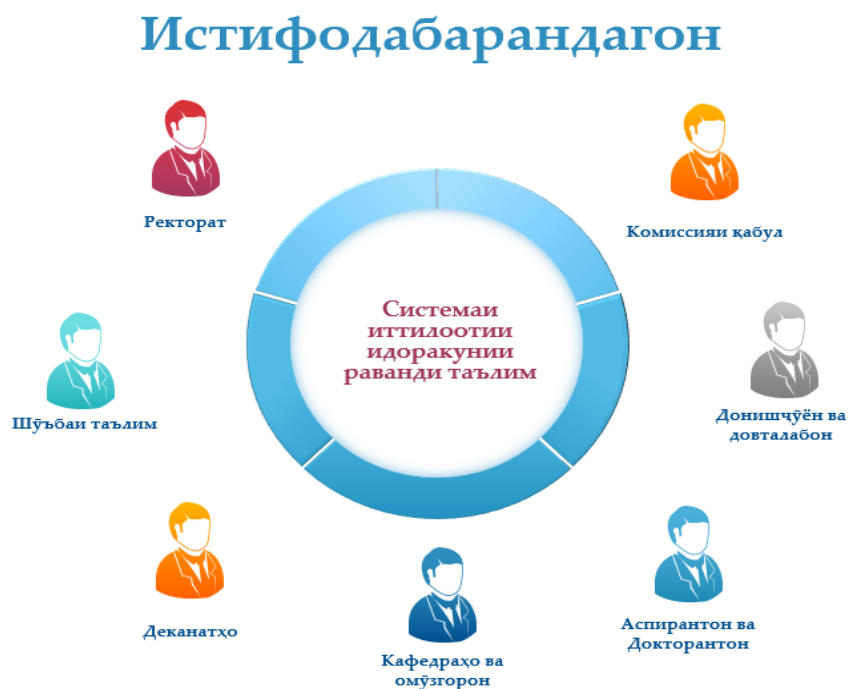 Истифодабарандагон
Ректорат
Комиссияи қабул
Системаи
иттилоотии
идоракунии
раванди таълим
Шӯъбаи таълим
Донишҷӯён ва
довталабон
Деканатҳо
Аспирантон ва
Докторантон
Кафедраҳо ва
омӯзгорон